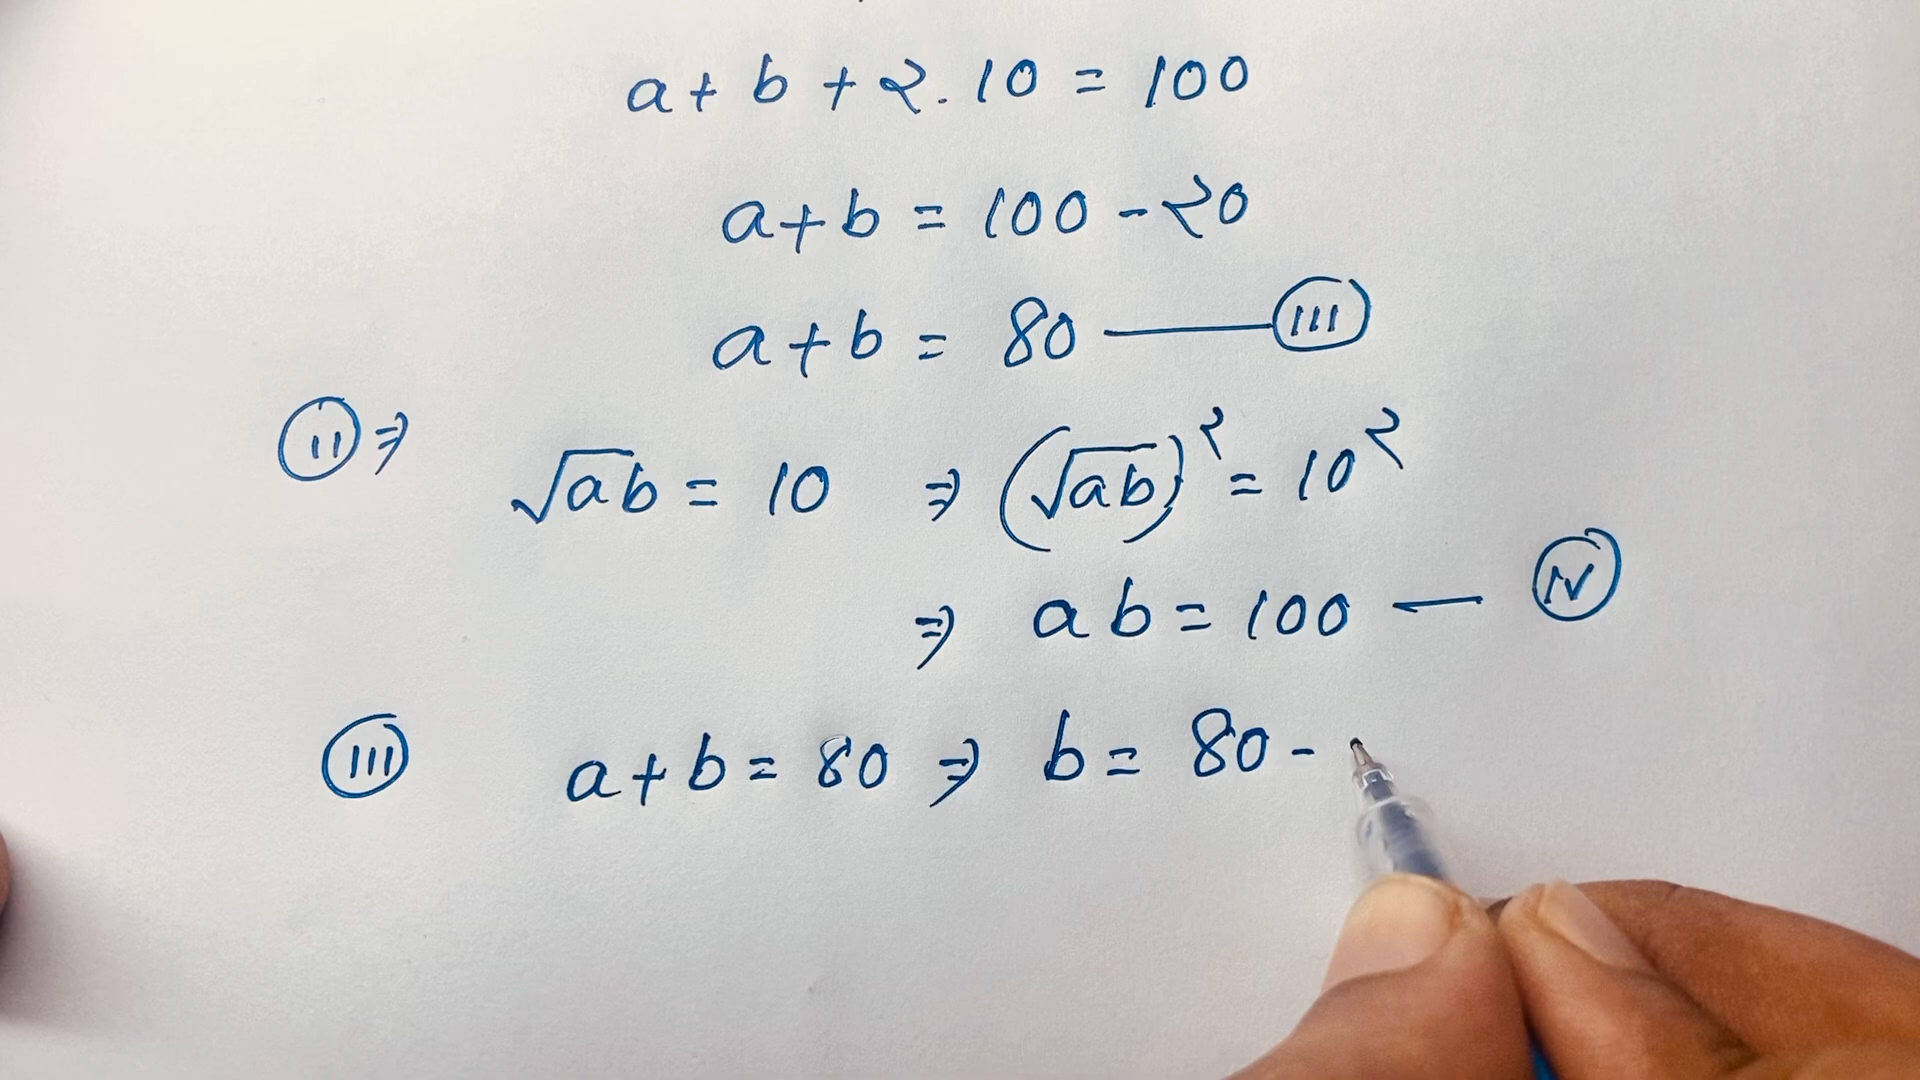 a + b + 2 . 10 = 100
a + b = 100 - 20
a + b = 80 —— (III)
(II) ⇒ √ab = 10 ⇒ (√ab)² = 10²
⇒ ab = 100 — (IV)
(III) a + b = 80 ⇒ b = 80 -